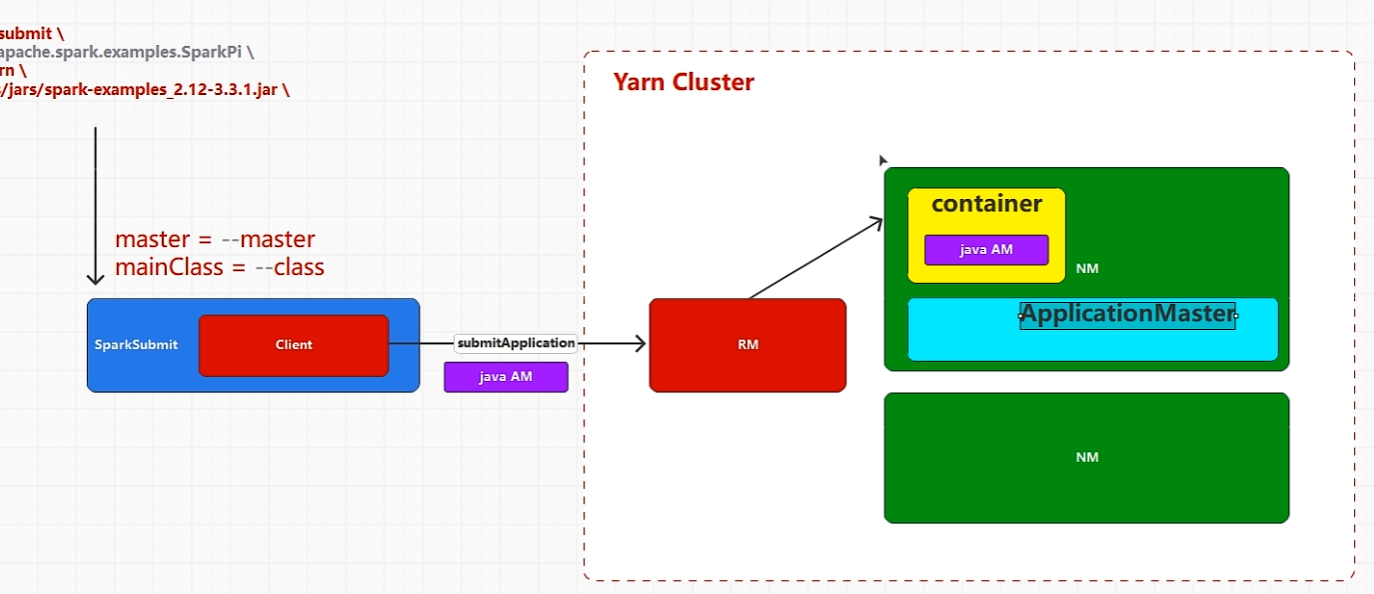 submit \
apache.spark.examples.SparkPi \
rn \
s/jars/spark-examples_2.12-3.3.1.jar \
Yarn Cluster
master = --master
mainClass = --class
SparkSubmit
Client
submitApplication
java AM
RM
container
java AM
NM
ApplicationMaster
NM